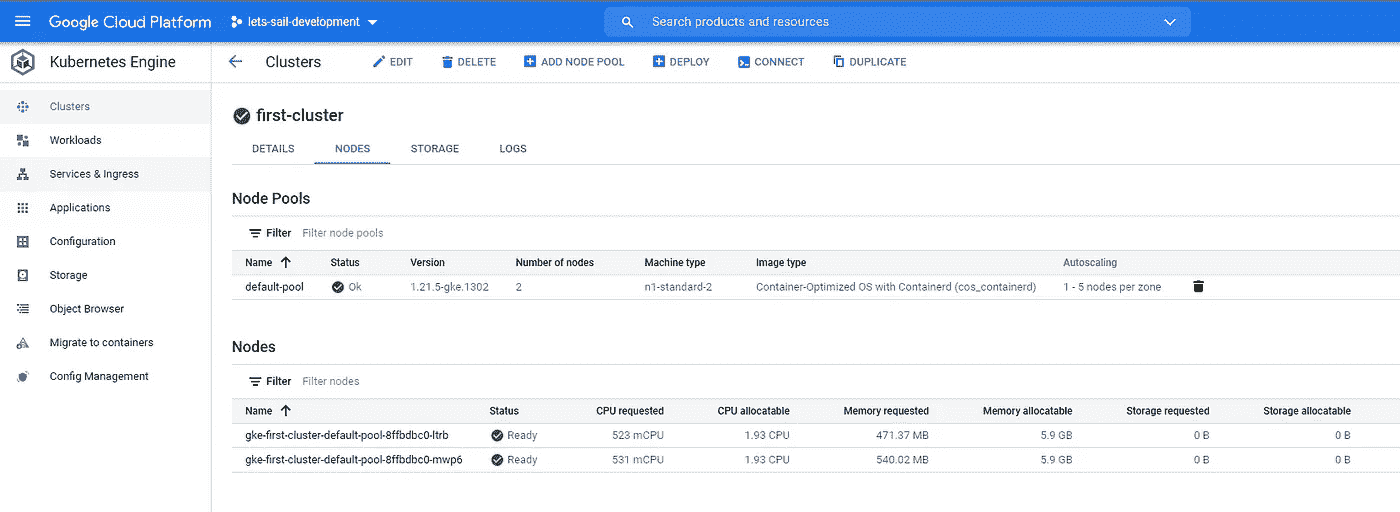 Google Cloud Platform lets-sail-development Search products and resources
Kubernetes Engine Clusters EDIT DELETE ADD NODE POOL DEPLOY CONNECT DUPLICATE
Clusters
Workloads
Services & Ingress
Applications
Configuration
Storage
Object Browser
Migrate to containers
Config Management
first-cluster
DETAILS NODES STORAGE LOGS
Node Pools
Filter Filter node pools
Name Status Version Number of nodes Machine type Image type Autoscaling
default-pool Ok 1.21.5-gke.1302 2 n1-standard-2 Container-Optimized OS with Containerd (cos_containerd) 1 - 5 nodes per zone
Nodes
Filter Filter nodes
Name Status CPU requested CPU allocatable Memory requested Memory allocatable Storage requested Storage allocatable
gke-first-cluster-default-pool-8ffbdbc0-ltrb Ready 523 mCPU 1.93 CPU 471.37 MB 5.9 GB 0 B 0 B
gke-first-cluster-default-pool-8ffbdbc0-mwp6 Ready 531 mCPU 1.93 CPU 540.02 MB 5.9 GB 0 B 0 B